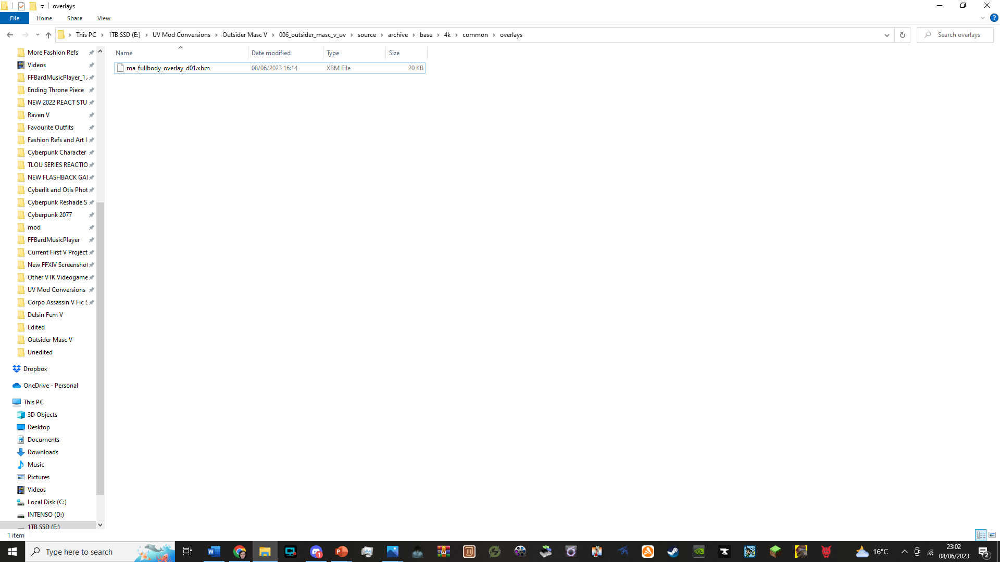 overlays
File Home Share View
This PC 1TB SSD (E:) UV Mod Conversions Outsider Masc V 006_outsider_masc_v_uv source archive base 4k common overlays
Search overlays
Name Date modified Type Size
ma_fullbody_overlay_d01.xbm 08/06/2023 16:14 XBM File 20 KB
More Fashion Refs
Videos
FFBardMusicPlayer_1.
Ending Throne Piece
NEW 2022 REACT STU
Raven V
Favourite Outfits
Fashion Refs and Art I
Cyberpunk Character
TLOU SERIES REACTIO
NEW FLASHBACK GAI
Cyberlit and Otis Phot
Cyberpunk Reshade S
Cyberpunk 2077
mod
FFBardMusicPlayer
Current First V Project
New FFXIV Screenshot
Other VTK Videogame
UV Mod Conversions
Corpo Assassin V Fic S
Delsin Fem V
Edited
Outsider Masc V
Unedited
Dropbox
OneDrive - Personal
This PC
3D Objects
Desktop
Documents
Downloads
Music
Pictures
Videos
Local Disk (C:)
INTENSO (D:)
1TB SSD (E:)
1 item
Type here to search
16°C
23:02
08/06/2023
2